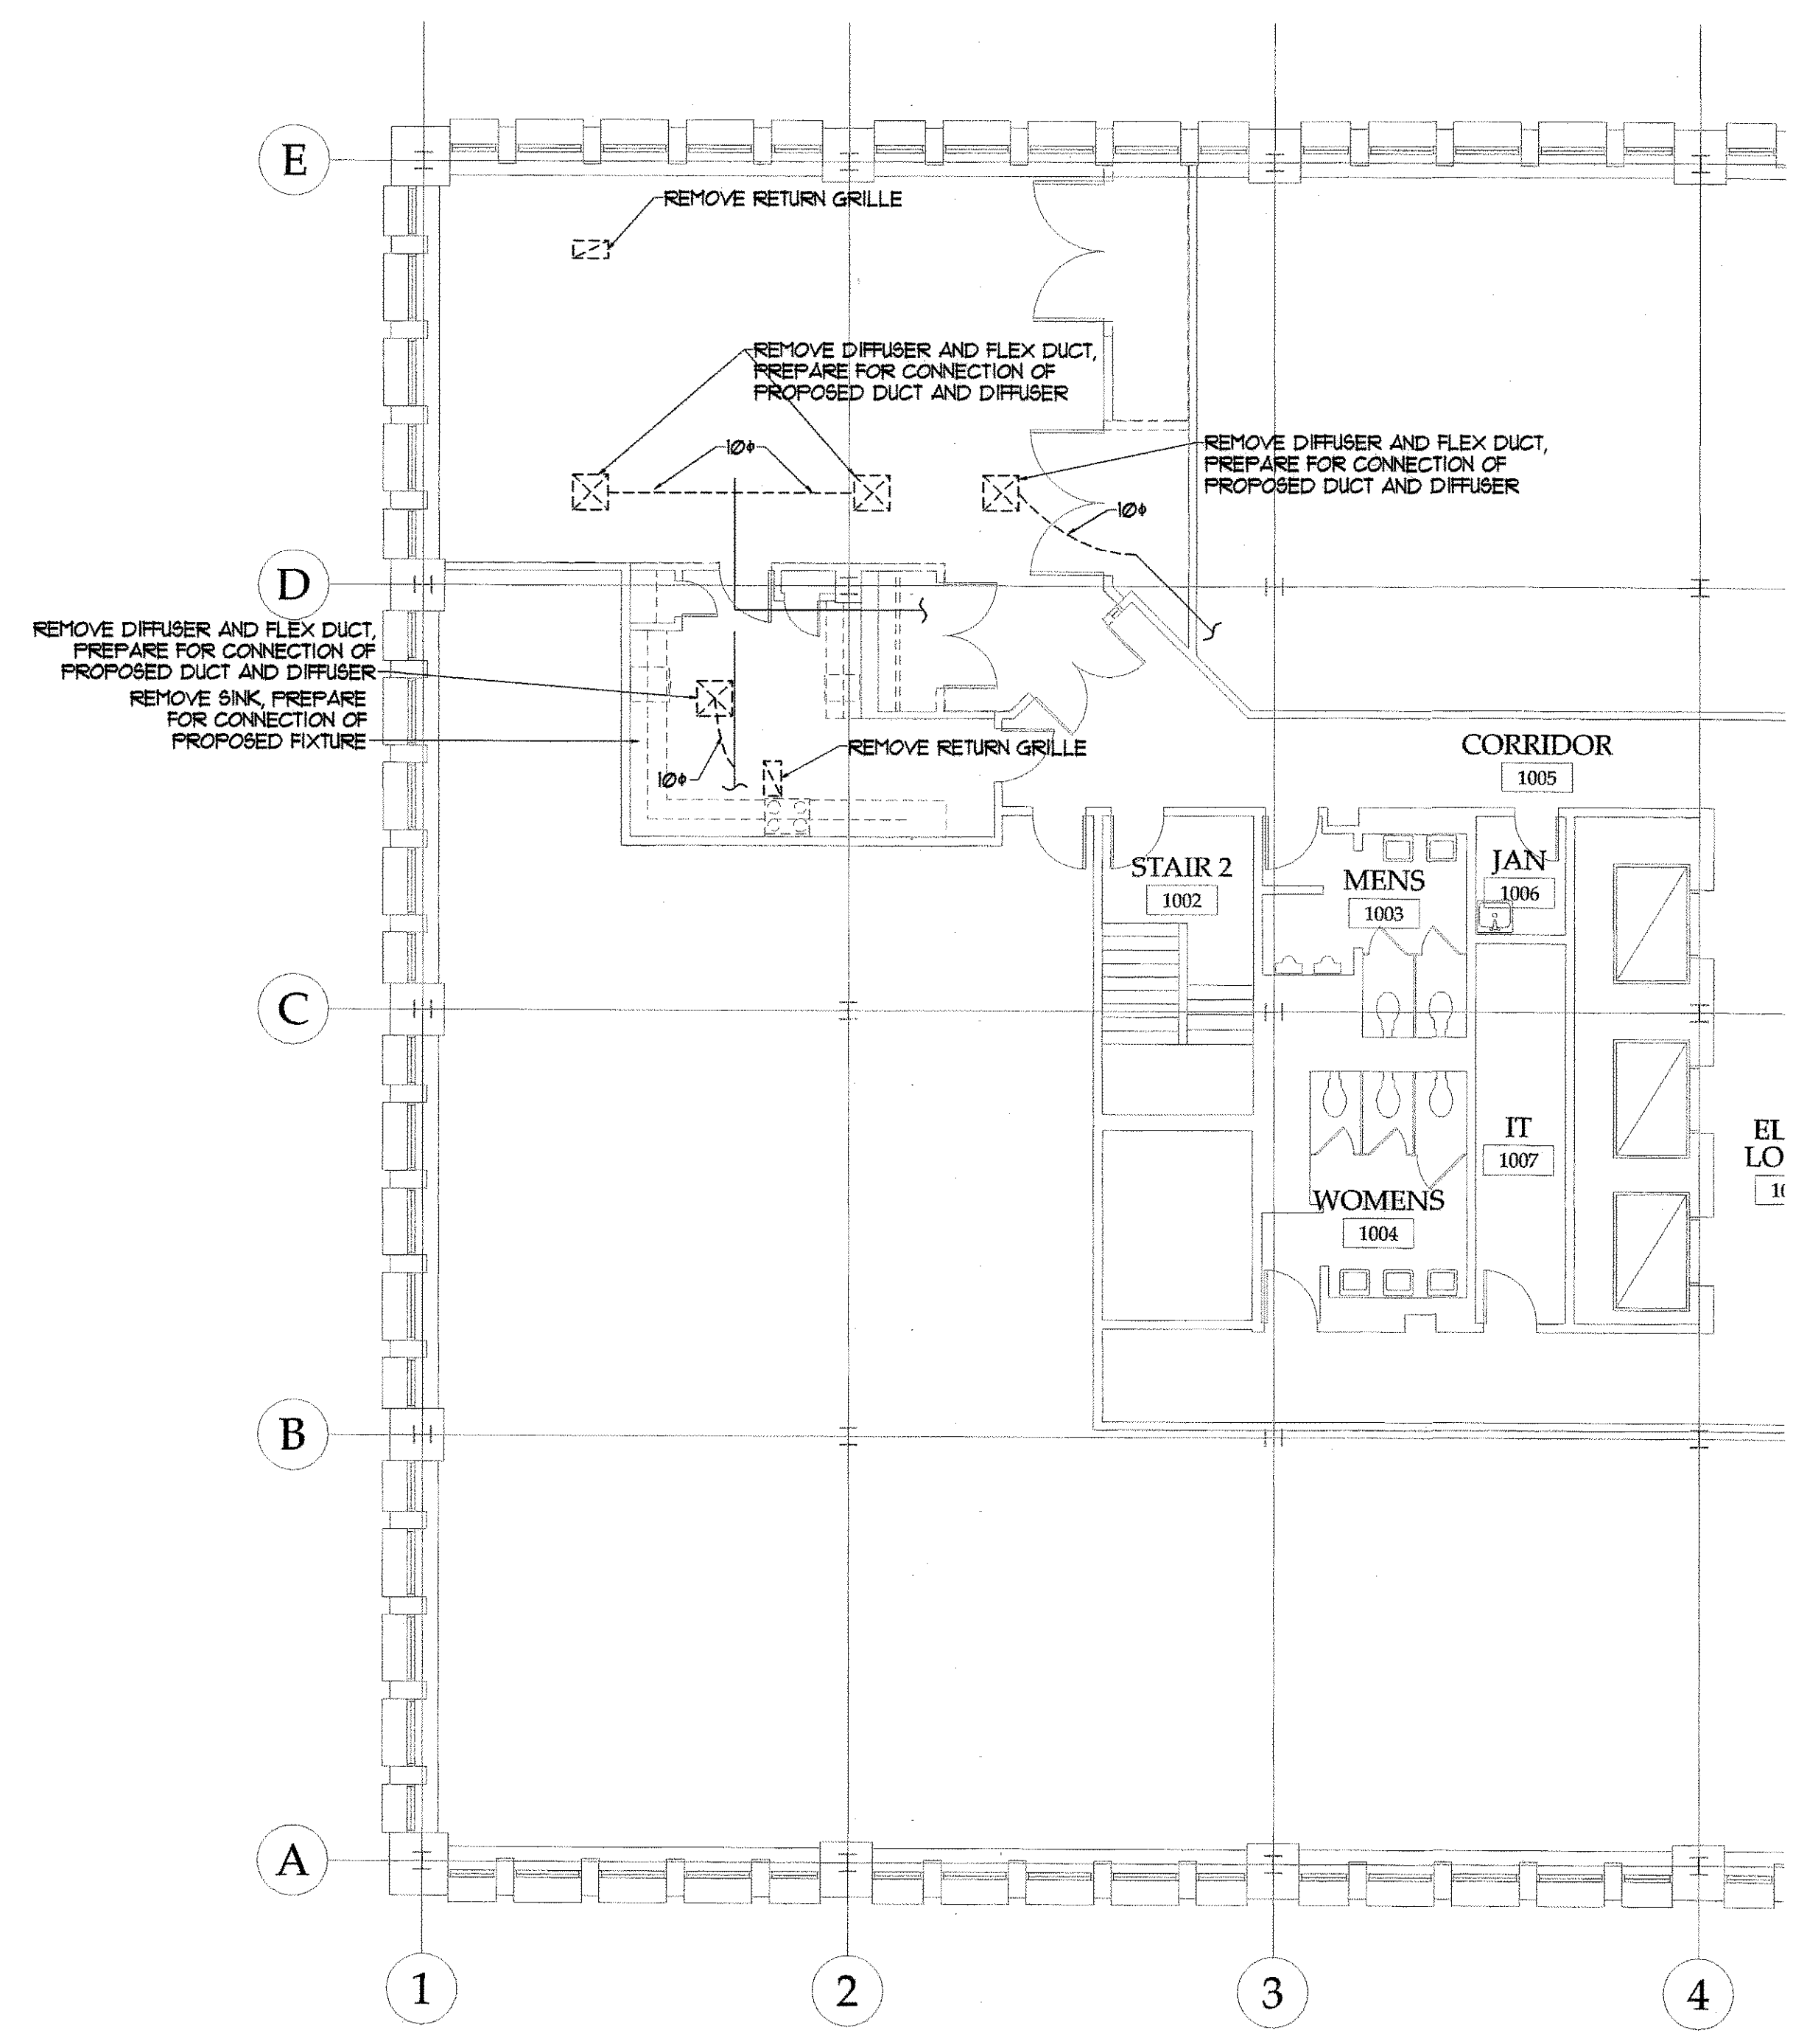 E
REMOVE RETURN GRILLE
REMOVE DIFFUSER AND FLEX DUCT,
PREPARE FOR CONNECTION OF
PROPOSED DUCT AND DIFFUSER
10ϕ
REMOVE DIFFUSER AND FLEX DUCT,
PREPARE FOR CONNECTION OF
PROPOSED DUCT AND DIFFUSER
10ϕ
D
REMOVE DIFFUSER AND FLEX DUCT,
PREPARE FOR CONNECTION OF
PROPOSED DUCT AND DIFFUSER
REMOVE SINK, PREPARE
FOR CONNECTION OF
PROPOSED FIXTURE
10ϕ
REMOVE RETURN GRILLE
CORRIDOR
1005
STAIR 2
1002
MENS
1003
JAN
1006
C
IT
1007
EL
LO
10
WOMENS
1004
B
A
1
2
3
4